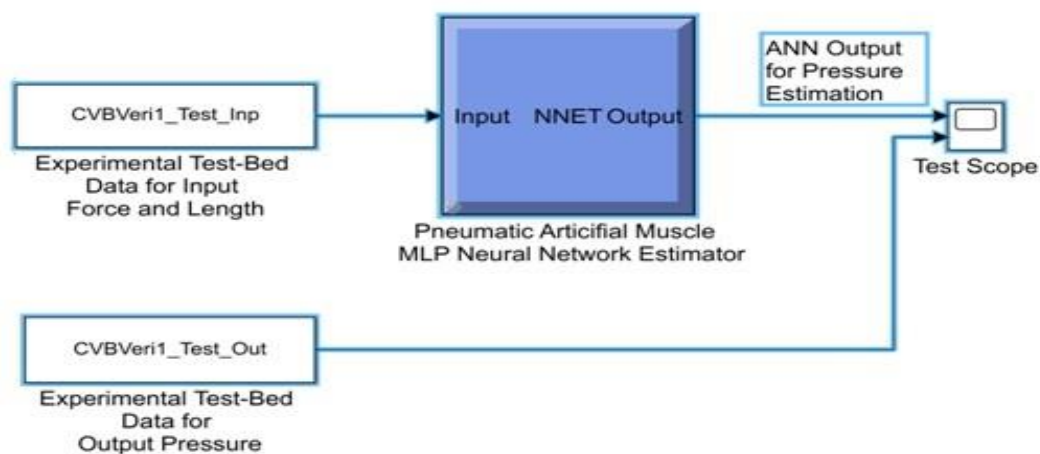 ANN Output
for Pressure
Estimation
CVBVeri1_Test_Inp
Input NNET Output
Experimental Test-Bed
Data for Input
Force and Length
Test Scope
Pneumatic Articifial Muscle
MLP Neural Network Estimator
CVBVeri1_Test_Out
Experimental Test-Bed
Data for
Output Pressure